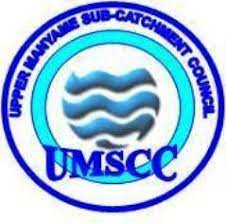 UPPER MANYAME SUB-CATCHMENT COUNCIL
UMSCC